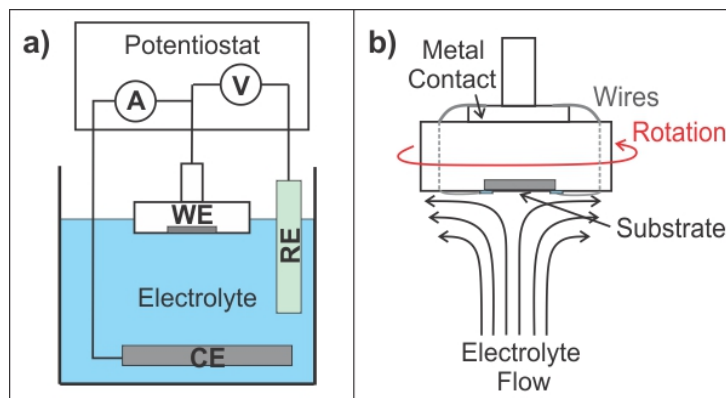 a)
Potentiostat
A
V
WE
RE
Electrolyte
CE
b)
Metal
Contact
Wires
Rotation
Substrate
Electrolyte
Flow